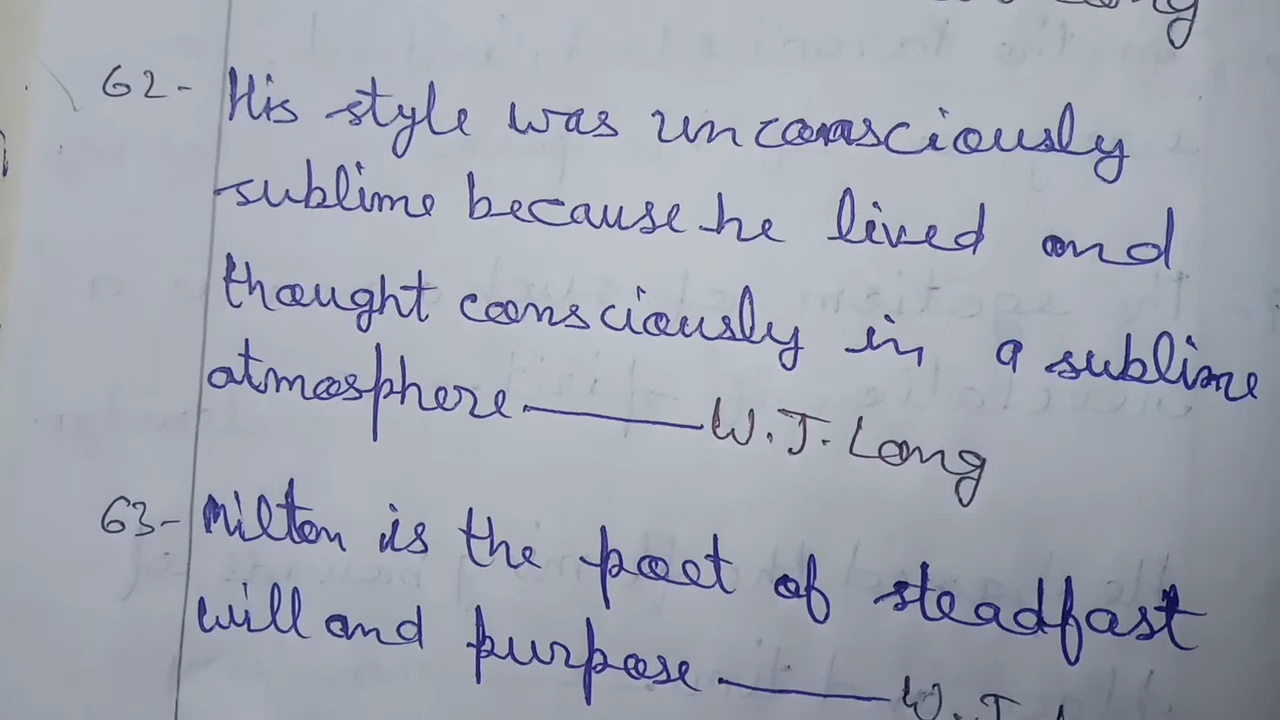 62- His style was unconsciously
sublime because he lived and
thought consciously in a sublime
atmosphere — W.J. Long
63- Milton is the poet of steadfast
will and purpose — W.J.